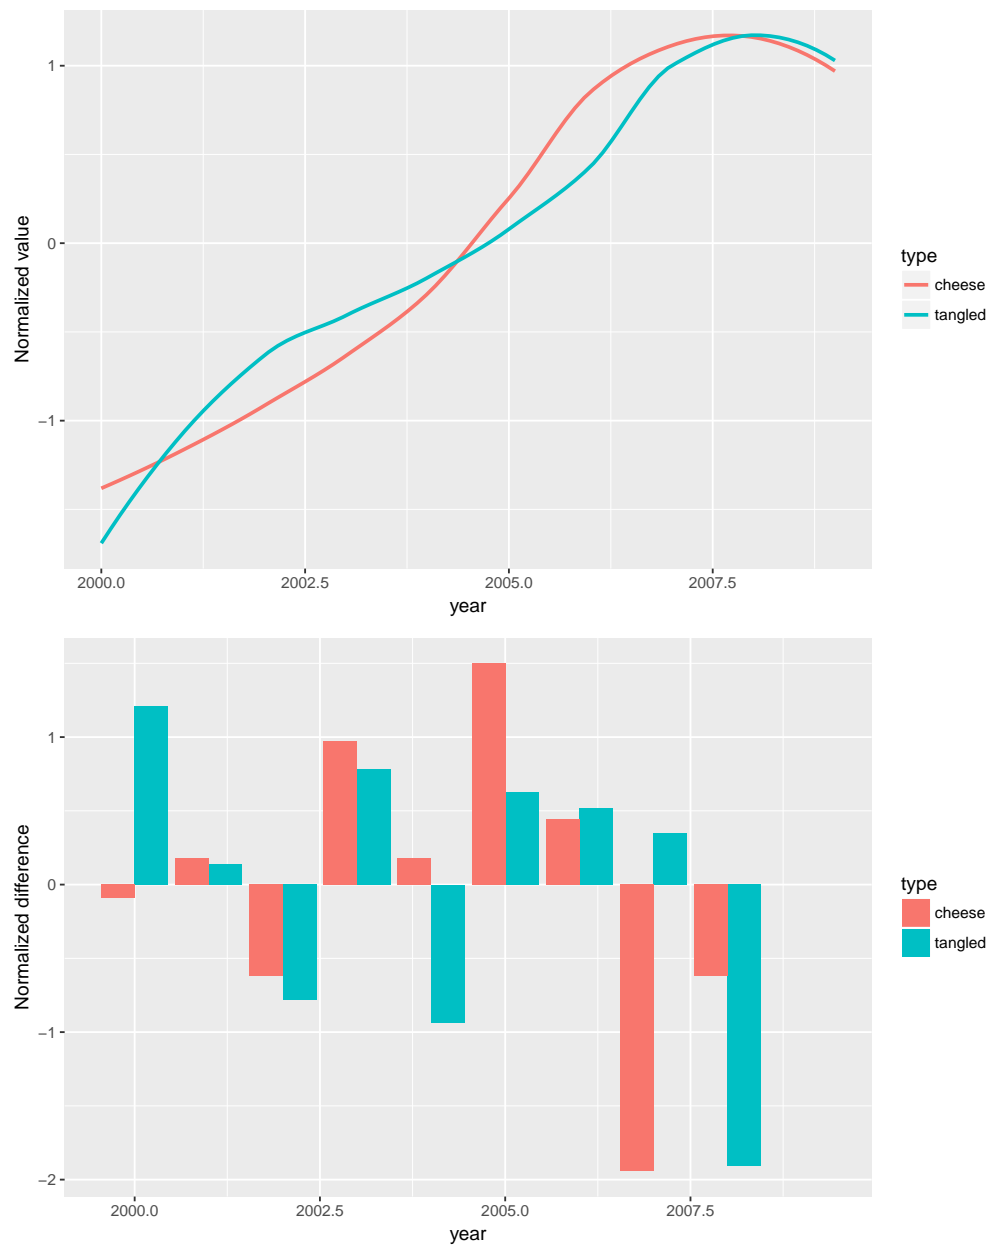 1
0
−1
Normalized value
2000.0 2002.5 2005.0 2007.5
year
type
cheese
tangled
1
0
−1
−2
Normalized difference
2000.0 2002.5 2005.0 2007.5
year
type
cheese
tangled